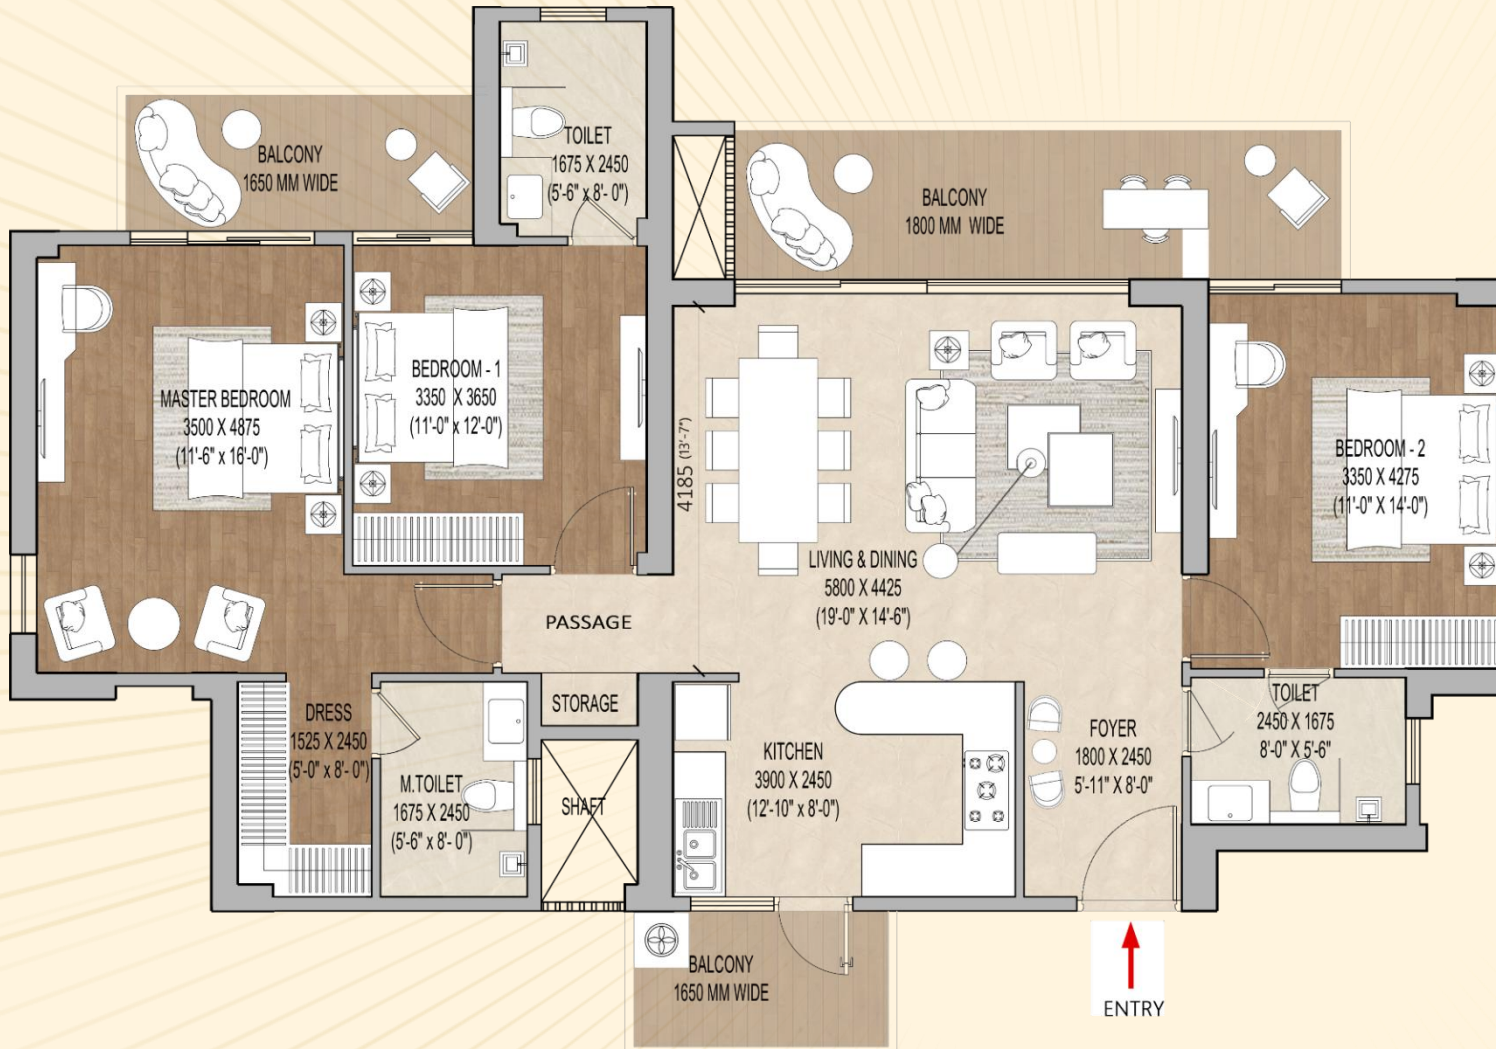 TOILET
1675 X 2450
(5'-6" x 8'- 0")
BALCONY
1650 MM WIDE
BALCONY
1800 MM WIDE
MASTER BEDROOM
3500 X 4875
(11'-6" x 16'-0")
BEDROOM - 1
3350 X 3650
(11'-0" x 12'-0")
4185 (13'-7")
BEDROOM - 2
3350 X 4275
(11'-0" X 14'-0")
LIVING & DINING
5800 X 4425
(19'-0" X 14'-6")
PASSAGE
STORAGE
DRESS
1525 X 2450
(5'-0" x 8'- 0")
M.TOILET
1675 X 2450
(5'-6" x 8'- 0")
SHAFT
KITCHEN
3900 X 2450
(12'-10" x 8'-0")
FOYER
1800 X 2450
5'-11" X 8'-0"
TOILET
2450 X 1675
8'-0" X 5'-6"
BALCONY
1650 MM WIDE
ENTRY